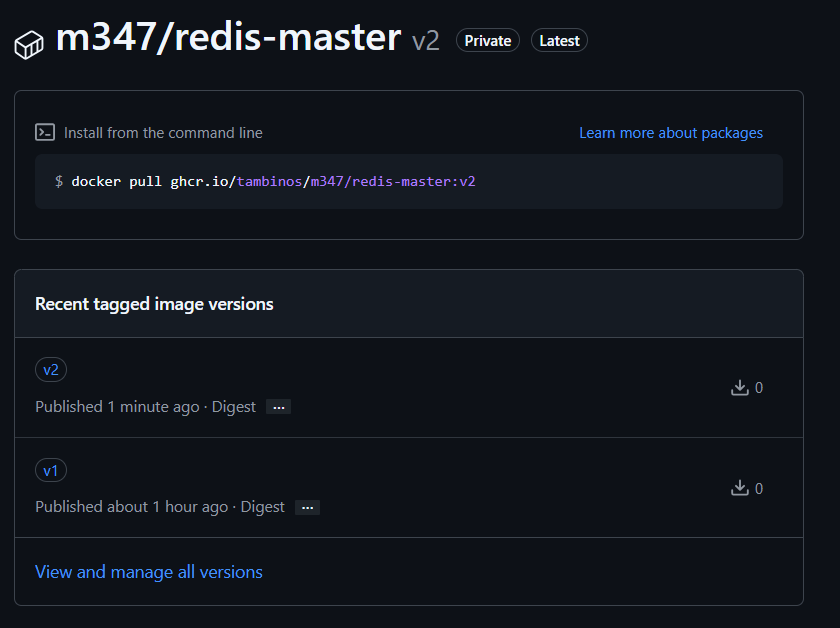 m347/redis-master v2 Private Latest
Install from the command line Learn more about packages
$ docker pull ghcr.io/tambinos/m347/redis-master:v2
Recent tagged image versions
v2
Published 1 minute ago · Digest ...
0
v1
Published about 1 hour ago · Digest ...
0
View and manage all versions